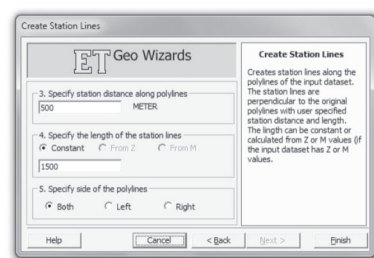 Create Station Lines
ET Geo Wizards
3. Specify station distance along polylines
500 METER
4. Specify the length of the station lines
Constant From Z From M
1500
5. Specify side of the polylines
Both Left Right
Create Station Lines
Creates station lines along the
polylines of the input dataset.
The station lines are
perpendicular to the original
polylines with user specified
station distance and length.
The lingth can be constant or
calculated from Z or M values (if
the input dataset has Z or M
values.
Help Cancel < Back Next > Finish